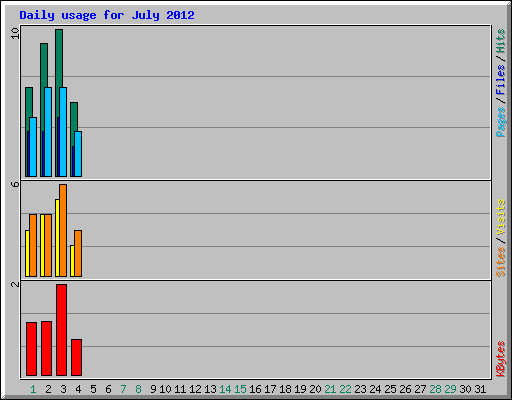 Daily usage for July 2012
10
6
2
Pages / Files / Hits
Sites / Visits
KBytes
1 2 3 4 5 6 7 8 9 10 11 12 13 14 15 16 17 18 19 20 21 22 23 24 25 26 27 28 29 30 31